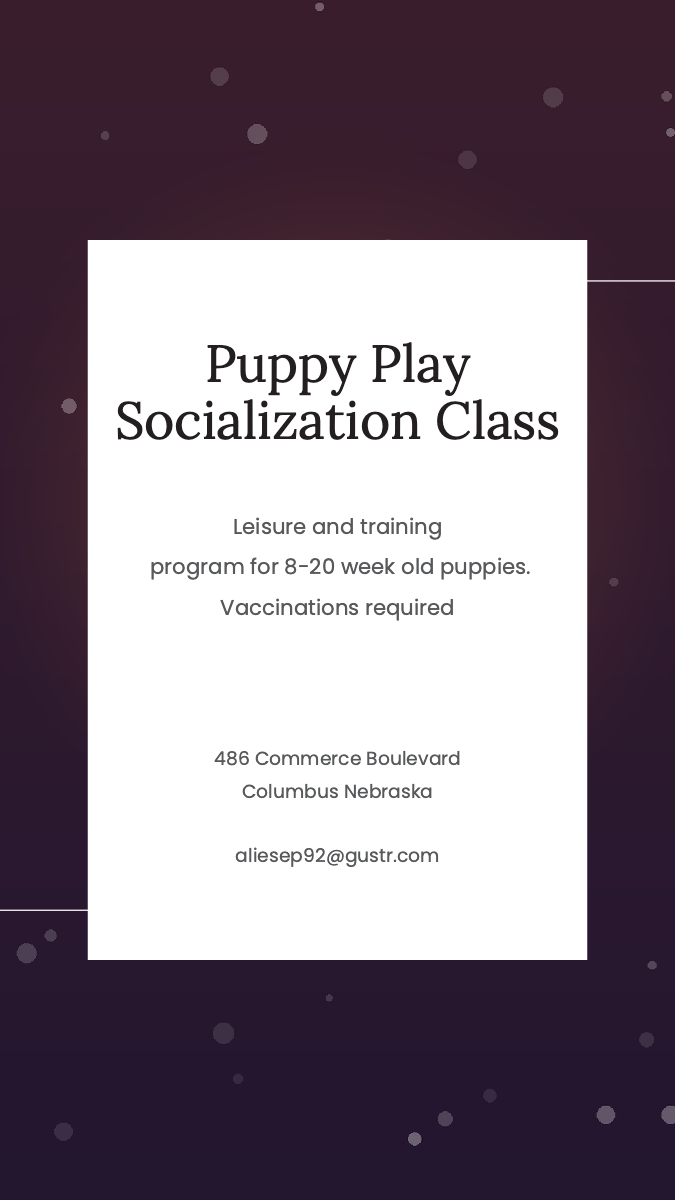 Puppy Play
Socialization Class
Leisure and training
program for 8-20 week old puppies.
Vaccinations required
486 Commerce Boulevard
Columbus Nebraska
aliesep92@gustr.com